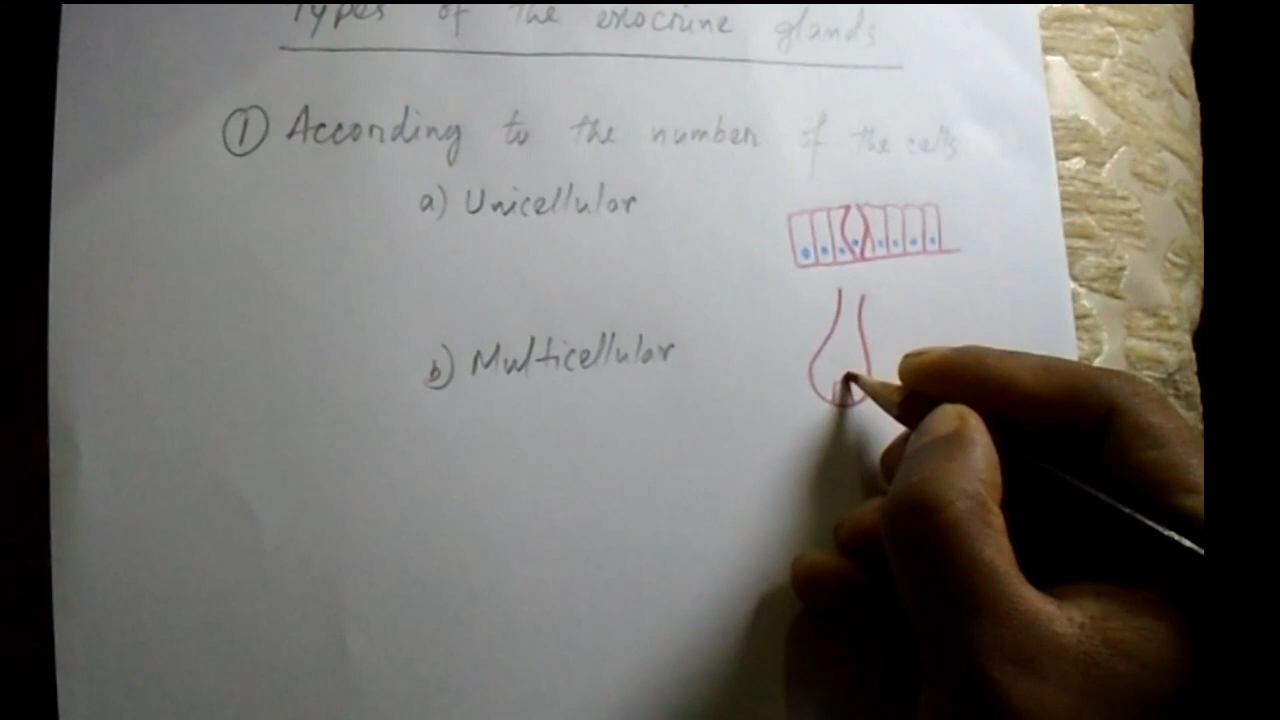 Types of the exocrine glands
① According to the number of the cells
a) Unicellular
b) Multicellular